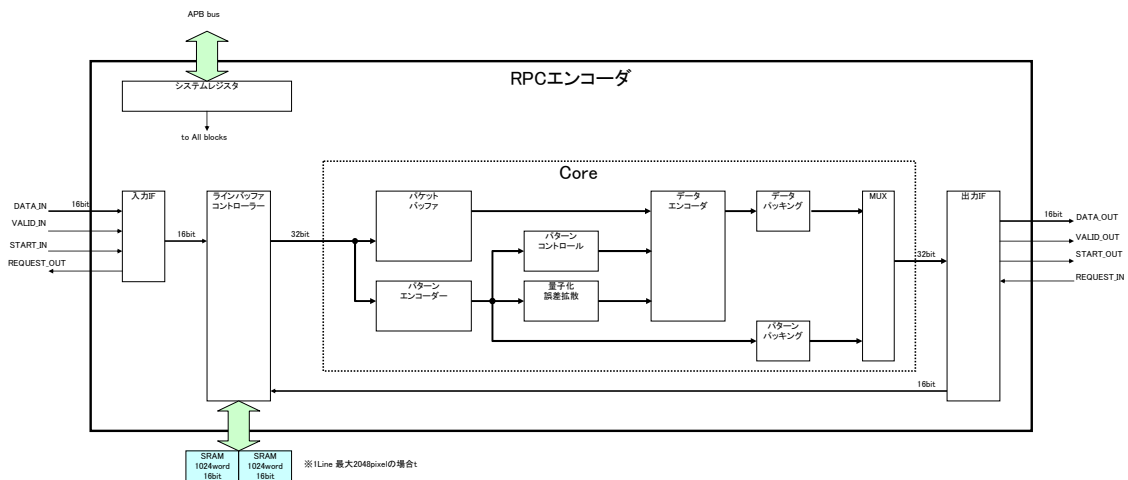 APB bus
RPCエンコーダ
システムレジスタ
to All blocks
Core
DATA_IN
16bit
VALID_IN
START_IN
REQUEST_OUT
入力IF
16bit
ラインバッファ
コントローラー
32bit
パケット
バッファ
パターン
エンコーダー
パターン
コントロール
量子化
誤差拡散
データ
エンコーダ
データ
パッキング
パターン
パッキング
MUX
32bit
出力IF
16bit
DATA_OUT
VALID_OUT
START_OUT
REQUEST_IN
16bit
SRAM
1024word
16bit
SRAM
1024word
16bit
※1Line 最大2048pixelの場合t